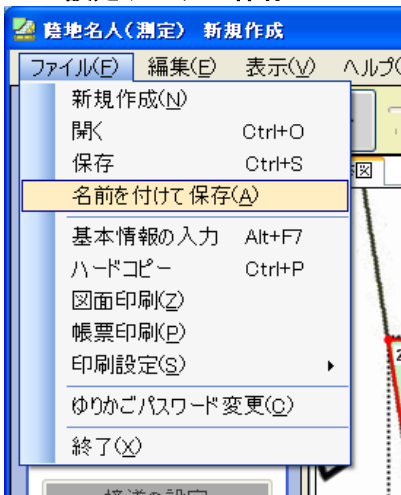 蔭地名人(測定) 新規作成
ファイル(F) 編集(E) 表示(V) ヘルプ(
新規作成(N)
開く Ctrl+O
保存 Ctrl+S
名前を付けて保存(A)
基本情報の入力 Alt+F7
ハードコピー Ctrl+P
図面印刷(Z)
帳票印刷(P)
印刷設定(S)
ゆりかごパスワード変更(C)
終了(X)